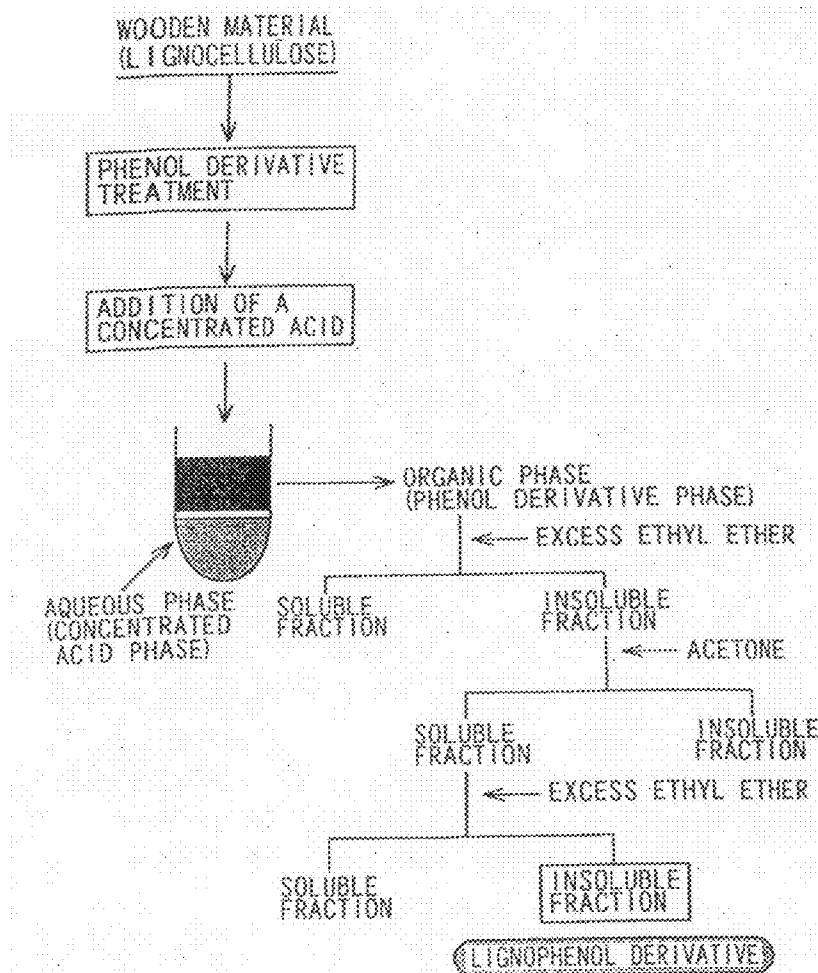 WOODEN MATERIAL
(LIGNOCELLULOSE)
PHENOL DERIVATIVE
TREATMENT
ADDITION OF A
CONCENTRATED ACID
ORGANIC PHASE
(PHENOL DERIVATIVE PHASE)
EXCESS ETHYL ETHER
AQUEOUS PHASE
(CONCENTRATED
ACID PHASE)
SOLUBLE
FRACTION
INSOLUBLE
FRACTION
ACETONE
SOLUBLE
FRACTION
INSOLUBLE
FRACTION
EXCESS ETHYL ETHER
SOLUBLE
FRACTION
INSOLUBLE
FRACTION
LIGNOPHENOL DERIVATIVE